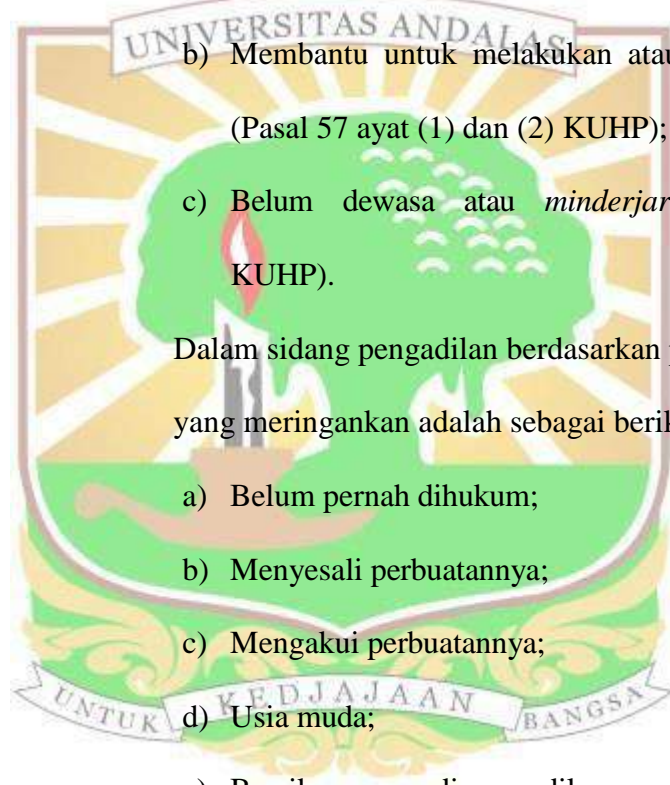 UNIVERSITAS ANDALAS
b) Membantu untuk melakukan atau
(Pasal 57 ayat (1) dan (2) KUHP);
c) Belum dewasa atau minderjar
KUHP).
Dalam sidang pengadilan berdasarkan
yang meringankan adalah sebagai
a) Belum pernah dihukum;
b) Menyesali perbuatannya;
c) Mengakui perbuatannya;
d) Usia muda;
UNTUK KEDJAJAAN BANGSA